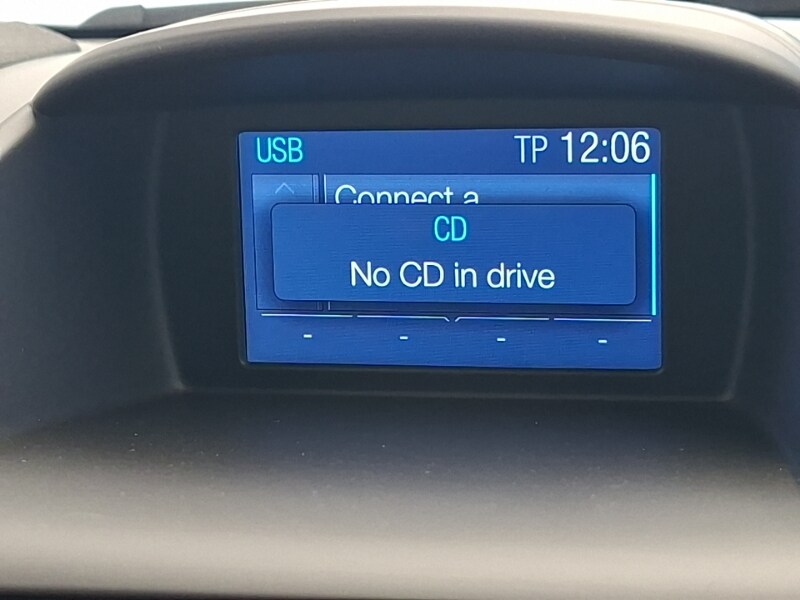 USB TP 12:06
Connect a
CD
No CD in drive
- - - -